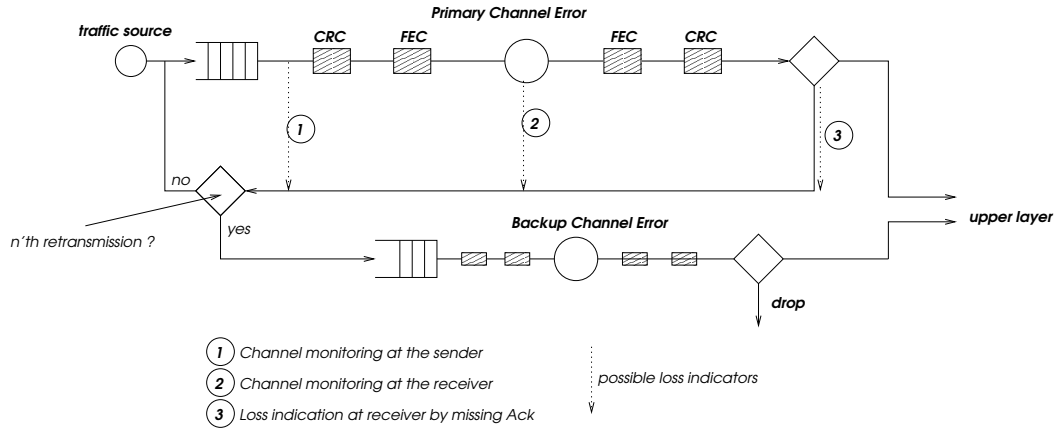 Primary Channel Error
traffic source
CRC
FEC
FEC
CRC
1
2
3
no
yes
n'th retransmission ?
Backup Channel Error
upper layer
drop
1 Channel monitoring at the sender
2 Channel monitoring at the receiver
3 Loss indication at receiver by missing Ack
possible loss indicators